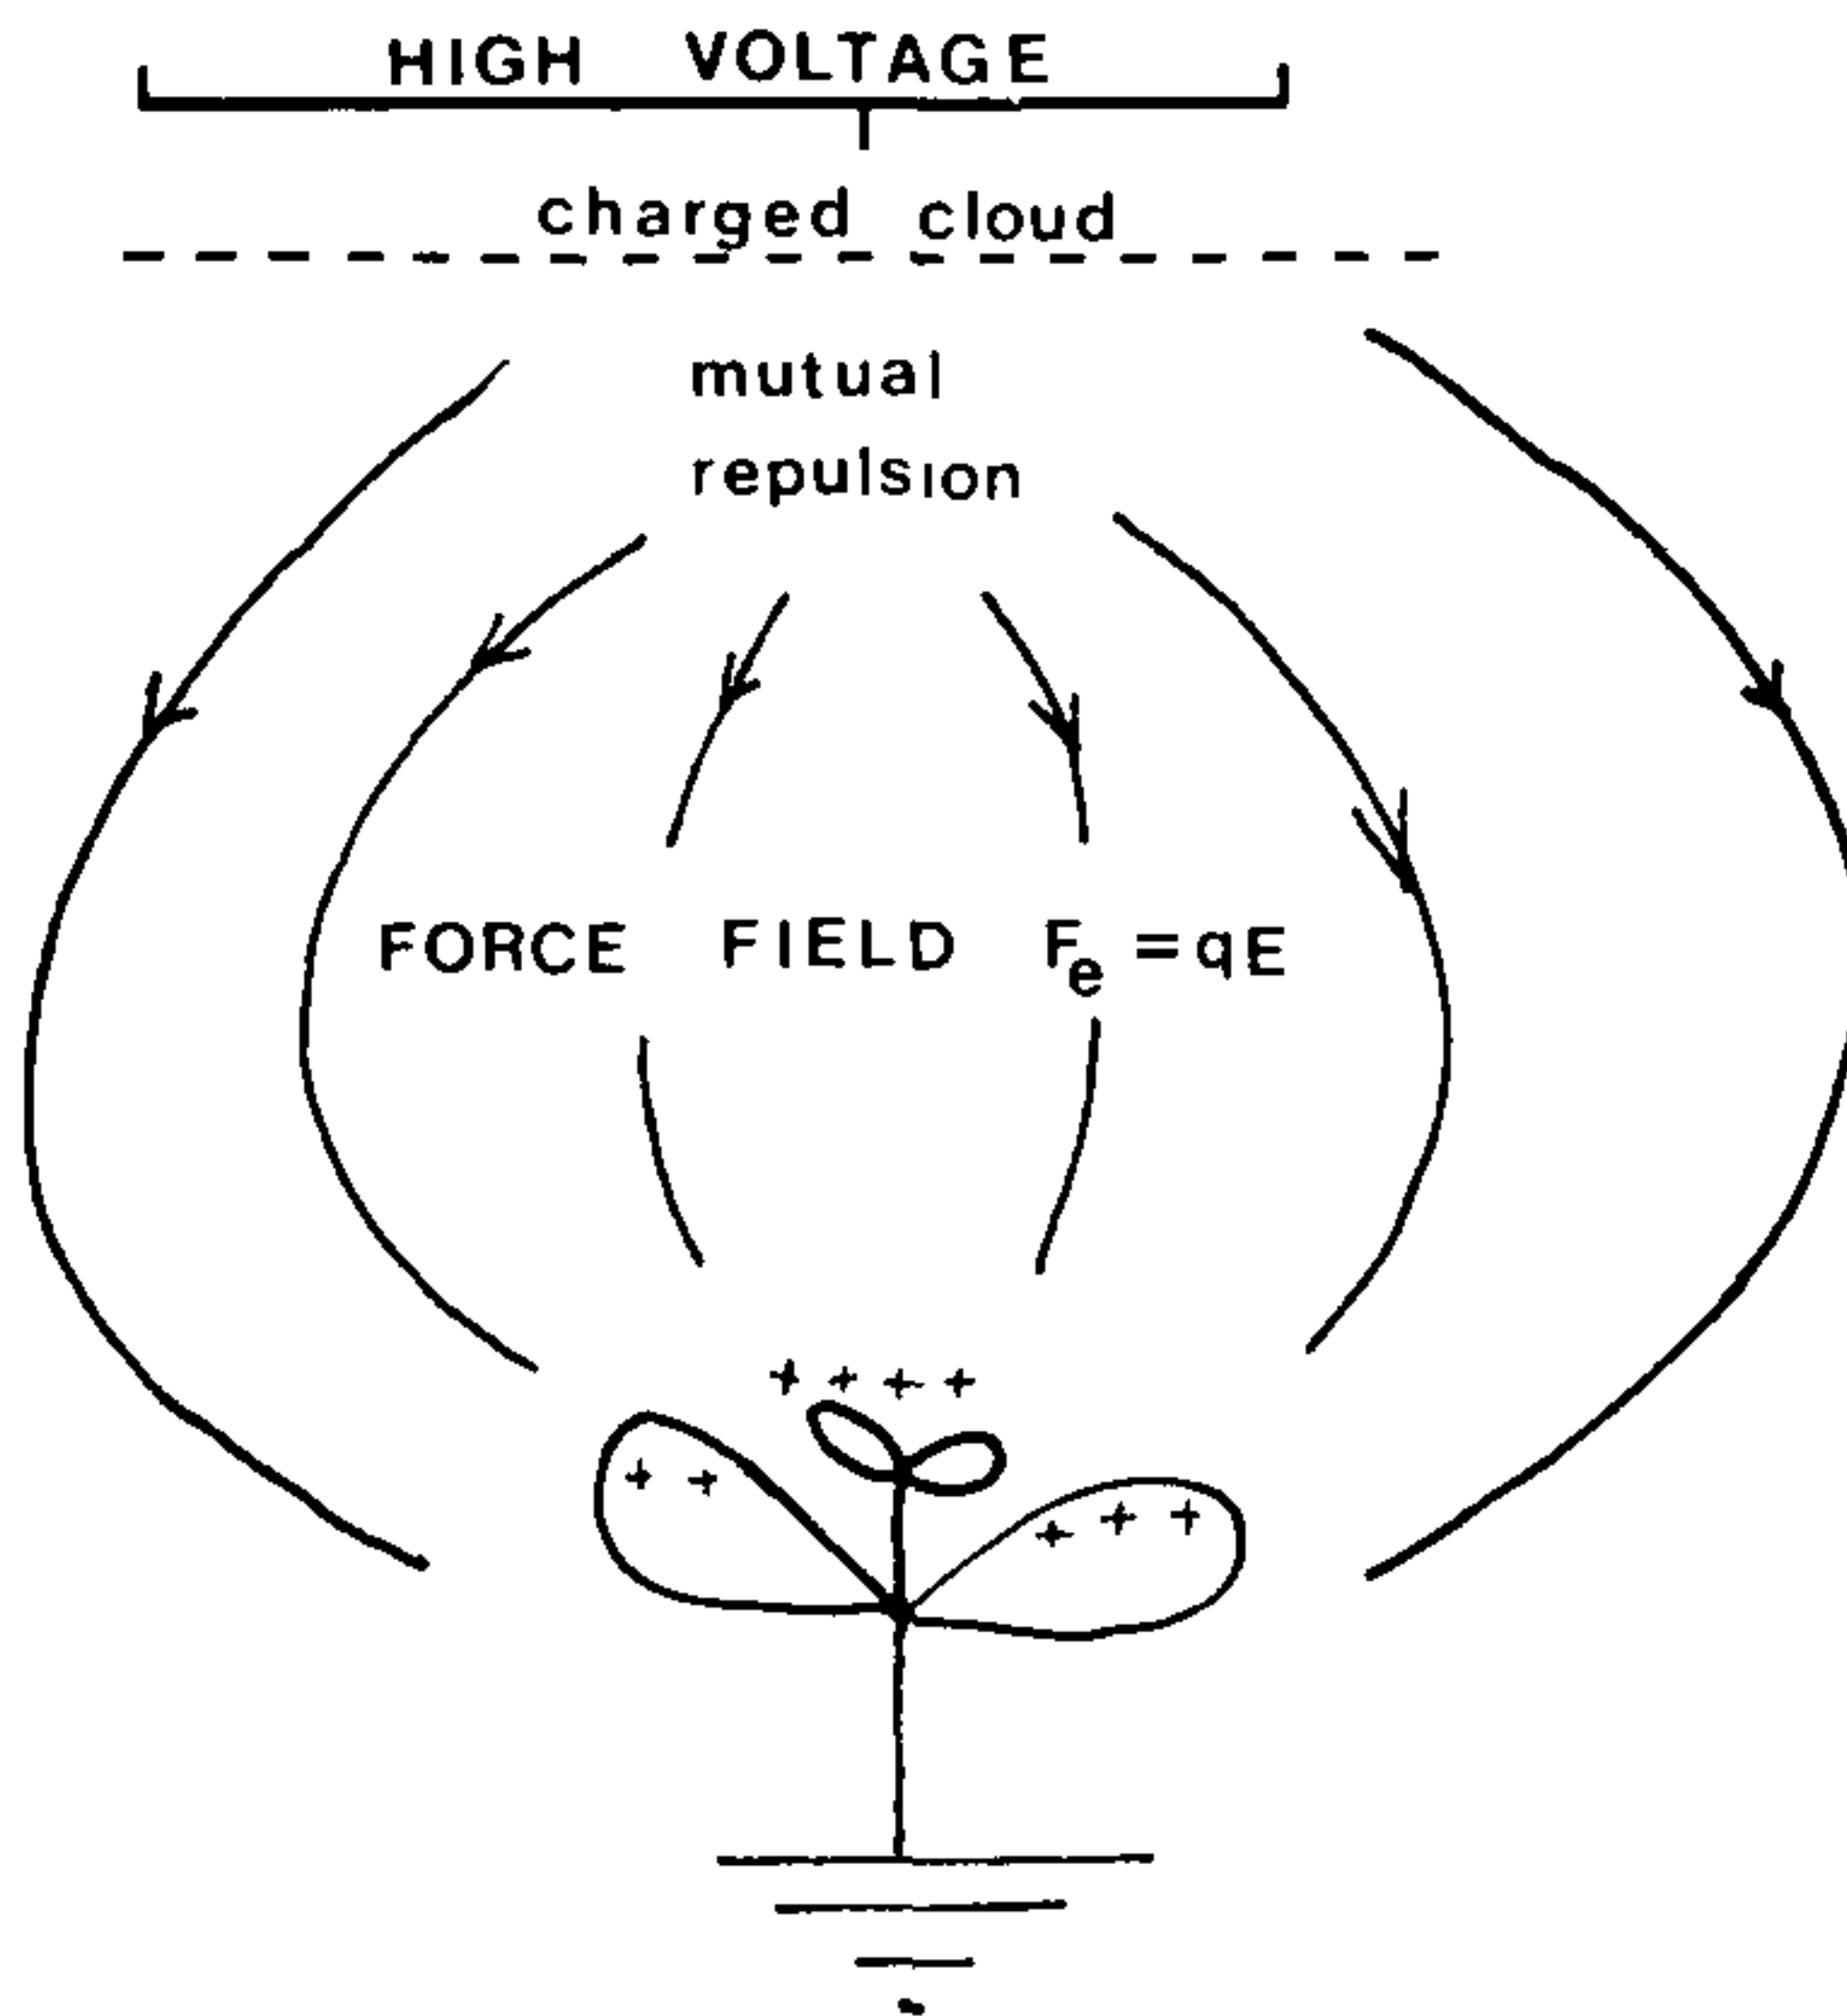 HIGH VOLTAGE
charged cloud
mutual
repulsion
FORCE FIELD Fe = qE
+ + + +
+ +
+ + +